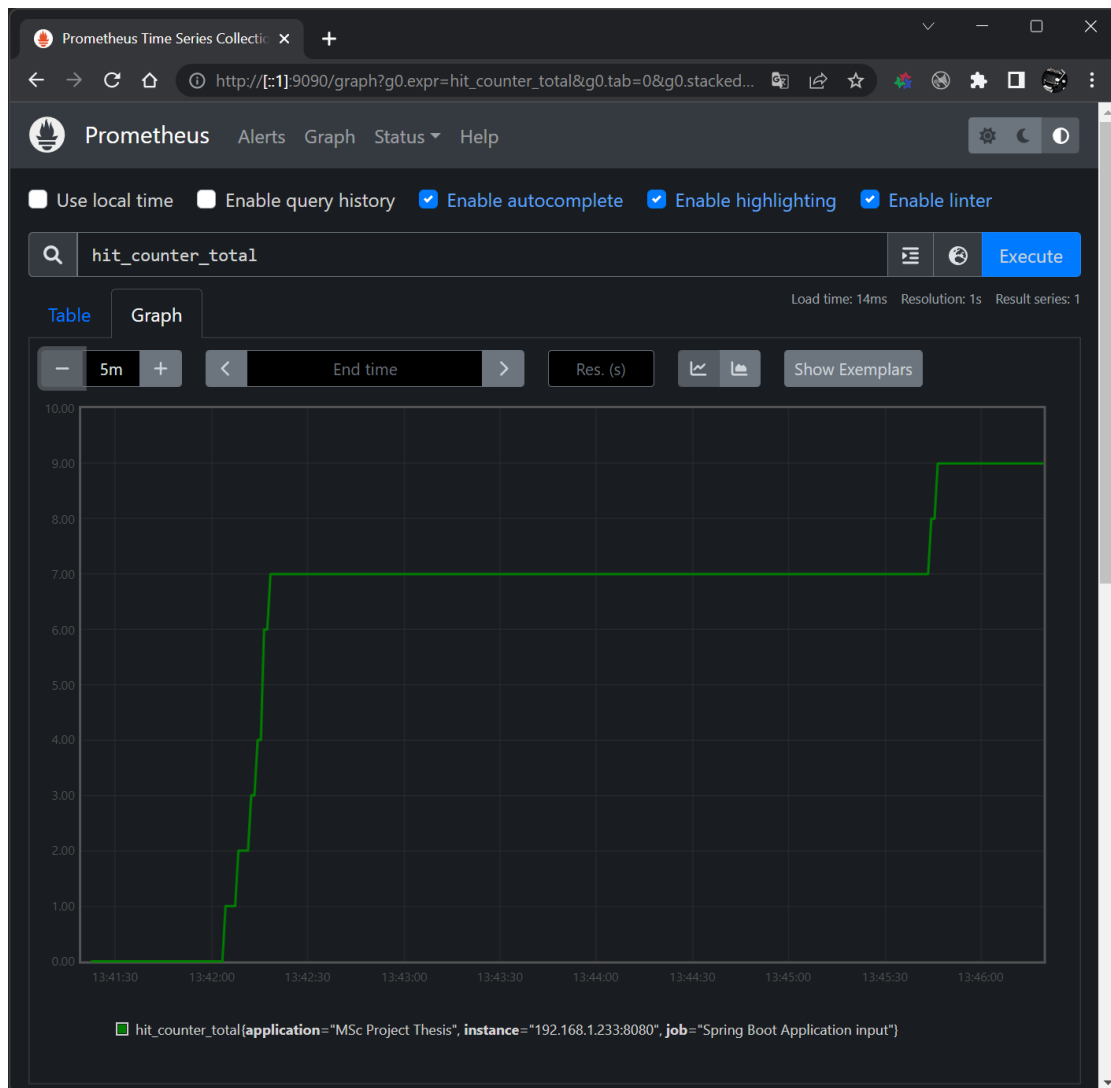 Prometheus Time Series Collectio
http://[::1]:9090/graph?g0.expr=hit_counter_total&g0.tab=0&g0.stacked...
Prometheus Alerts Graph Status Help
Use local time Enable query history Enable autocomplete Enable highlighting Enable linter
hit_counter_total Execute
Load time: 14ms Resolution: 1s Result series: 1
Table Graph
5m End time Res. (s) Show Exemplars
10.00
9.00
8.00
7.00
6.00
5.00
4.00
3.00
2.00
1.00
0.00
13:41:30 13:42:00 13:42:30 13:43:00 13:43:30 13:44:00 13:44:30 13:45:00 13:45:30 13:46:00
hit_counter_total{application="MSc Project Thesis", instance="192.168.1.233:8080", job="Spring Boot Application input"}